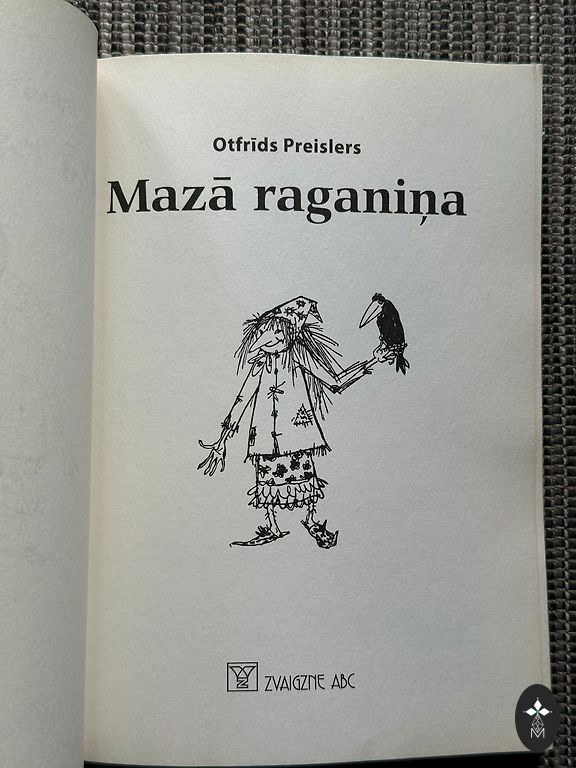 Otfrīds Preislers
Mazā raganiņa
ZVAIGZNE ABC